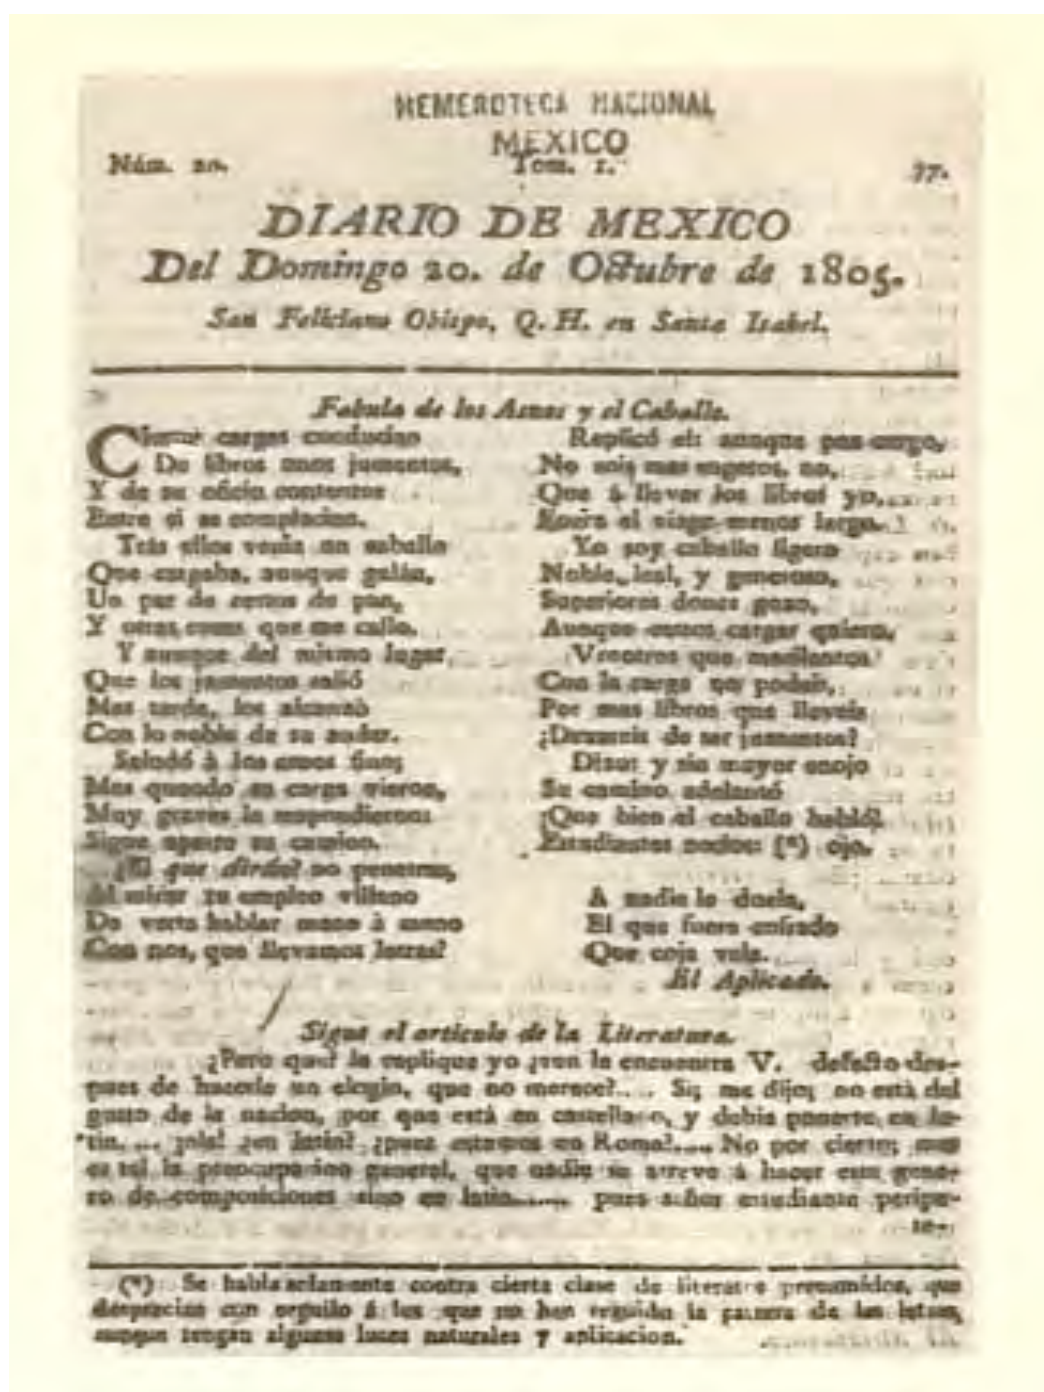 HEMEROTECA NACIONAL
MEXICO
Núm. 20. Tom. 1. 77.
DIARIO DE MEXICO
Del Domingo 20. de Octubre de 1805.
San Feliciano Obispo, Q. H. en Santa Isabel.
Fabula de los Asnos y el Caballo.
Ciertas cargas conducian
De libros unos jumentos,
Y de su oficio contentos
Entre sí se complacian.
Trás ellos venia un caballo
Que cargaba, aunque galán,
Un par de cestos de pan,
Y otras cosas que me callo.
Y aunque del mismo lugar,
Que los jumentos salió
Mas tarde, los alcanzó
Con lo noble de su andar.
Saludó à los asnos fino;
Mas quando su carga vieron,
Muy graves le respondieron:
Sigue aparte su camino.
¿El que dirán? no penetras,
Al mirar tu empleo villano
De verte hablar mano à mano
Con nos, que llevamos letras?
Replicó el: aunque pan cargo,
No sois mas sugetos, no,
Que á llevar los libros yo,
Fuera el viage menos largo.
Yo soy caballo ligero
Noble, leal, y generoso,
Superiores dones gozo,
Aunque cestos cargar quiero.
Vosotros que macilentos
Con la carga no podeis,
Por mas libros que lleveis
¿Dexareis de ser jumentos?
Dixo: y sin mayor enojo
Su camino adelantó
¡Que bien el caballo habló!
Estudiantes necios: (*) ojo.
A nadie le duela,
El que fuere enfrado
Que coja vela.
El Aplicado.
Sigue el articulo de la Literatura.
¿Pero que? la replique yo ¿con le encuentra V. defecto des-
pues de hacerle un elogio, que no merece?.... Si; me dijo; no está del
gusto de la nacion, por que está en castellano, y debia ponerse en la-
tin.... ¡ola! ¿en latin? ¿pues estamos en Roma?.... No por cierto; mas
es tal la preocupacion general, que nadie se atreve á hacer este gene-
ro de composiciones sino en latin...... pues señor estudiante peripa-
te-
(*) Se habla solamente contra cierta clase de literatos presumidos, que
desprecian con orgullo á los que no han seguido la carrera de las letras,
aunque tengan algunas luces naturales y aplicacion.